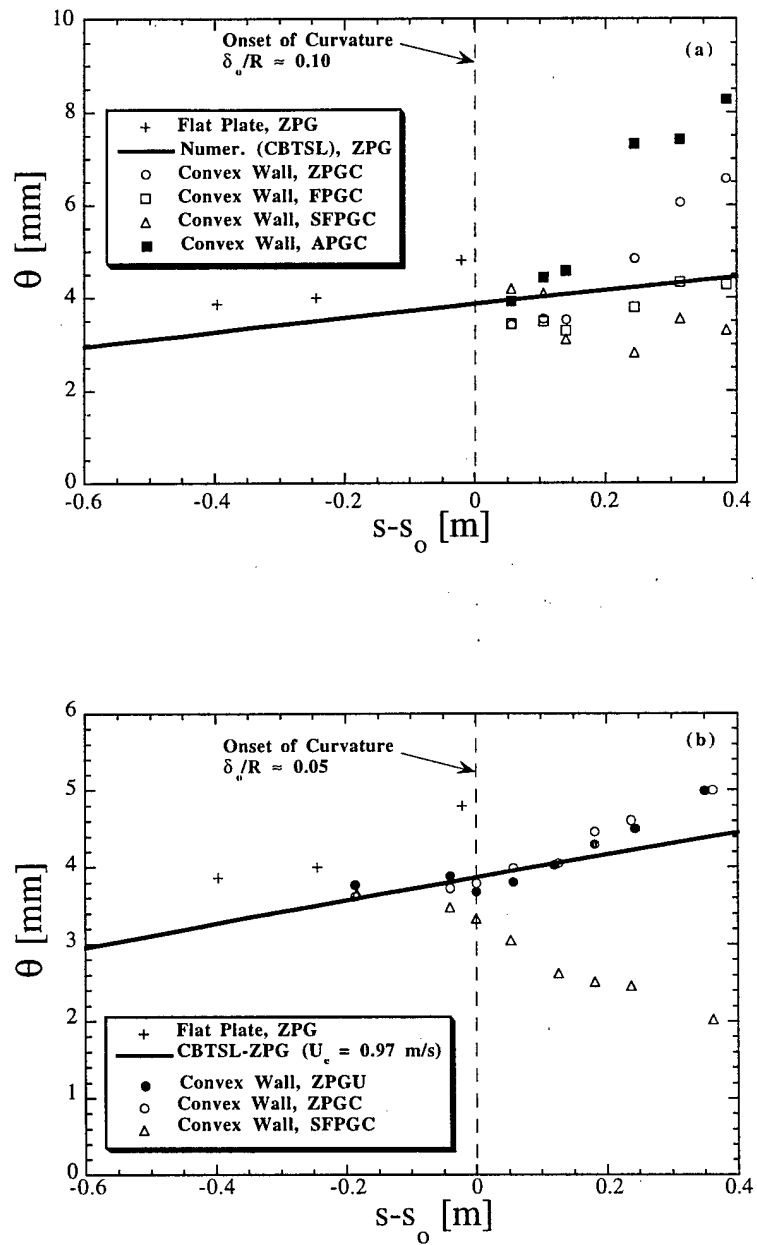 10
8
6
4
2
0
θ [mm]
Onset of Curvature
δo/R ≈ 0.10
(a)
+ Flat Plate, ZPG
Numer. (CBTSL), ZPG
Convex Wall, ZPGC
Convex Wall, FPGC
Convex Wall, SFPGC
Convex Wall, APGC
-0.6 -0.4 -0.2 0 0.2 0.4
s-so [m]
6
5
4
3
2
1
0
θ [mm]
Onset of Curvature
δo/R ≈ 0.05
(b)
+ Flat Plate, ZPG
CBTSL-ZPG (Ue = 0.97 m/s)
Convex Wall, ZPGU
Convex Wall, ZPGC
Convex Wall, SFPGC
-0.6 -0.4 -0.2 0 0.2 0.4
s-so [m]